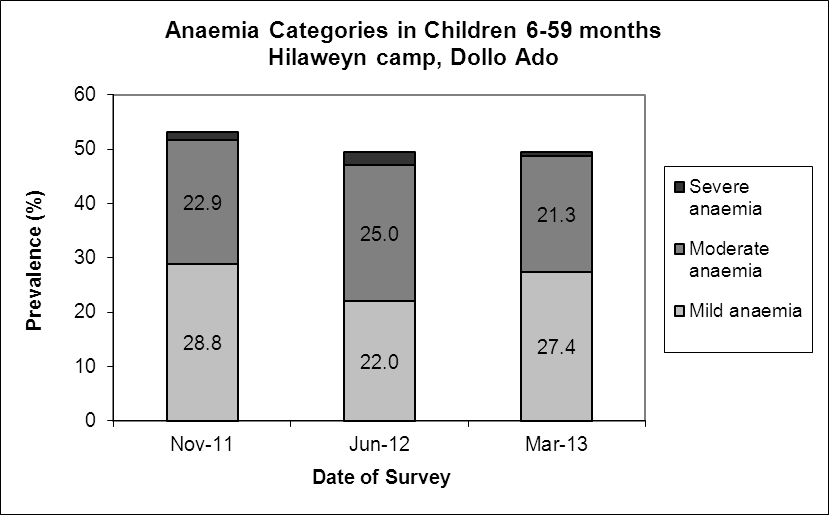 Anaemia Categories in Children 6-59 months
Hilaweyn camp, Dollo Ado
60
50
40
30
20
10
0
Prevalence (%)
22.9
25.0
21.3
28.8
22.0
27.4
Nov-11
Jun-12
Mar-13
Date of Survey
Severe
anaemia
Moderate
anaemia
Mild anaemia